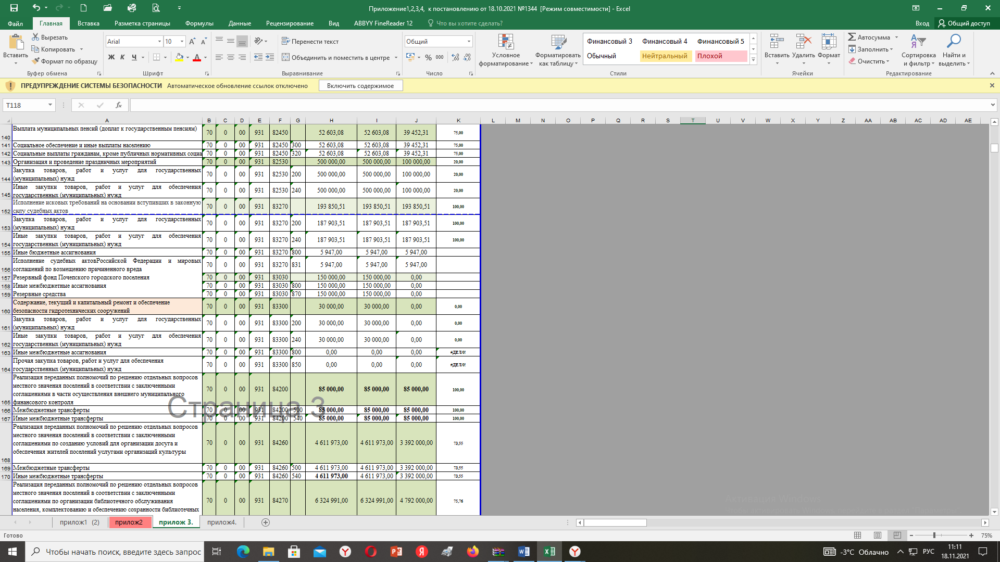 Приложение1,2,3,4, к постановлению от 18.10.2021 №1344 [Режим совместимости] - Excel
Файл Главная Вставка Разметка страницы Формулы Данные Рецензирование Вид ABBYY FineReader 12 Что вы хотите сделать? Вход Общий доступ
Вставить
Вырезать
Копировать
Формат по образцу
Буфер обмена
Arial 10
Ж К Ч
Шрифт
Перенести текст
Объединить и поместить в центре
Выравнивание
Общий
% 000
Число
Условное форматирование
Форматировать как таблицу
Финансовый 3 Финансовый 4 Финансовый 5
Обычный Нейтральный Плохой
Стили
Вставить Удалить Формат
Ячейки
Автосумма
Заполнить
Очистить
Сортировка и фильтр
Найти и выделить
Редактирование
ПРЕДУПРЕЖДЕНИЕ СИСТЕМЫ БЕЗОПАСНОСТИ Автоматическое обновление ссылок отключено Включить содержимое
T118 fx
A B C D E F G H I J K L M N O P Q R S T U V W X Y Z AA AB AC AD AE
140 Выплата муниципальных пенсий (доплат к государственным пенсиям) 70 0 00 931 82450 52 603,08 52 603,08 39 452,31 75,00
141 Социальное обеспечение и иные выплаты населению 70 0 00 931 82450 300 52 603,08 52 603,08 39 452,31 75,00
142 Социальные выплаты гражданам, кроме публичных нормативных социа 70 0 00 931 82450 320 52 603,08 52 603,08 39 452,31 75,00
143 Организация и проведение праздничных мероприятий 70 0 00 931 82530 500 000,00 500 000,00 100 000,00 20,00
144 Закупка товаров, работ и услуг для государственных (муниципальных) нужд 70 0 00 931 82530 200 500 000,00 500 000,00 100 000,00 20,00
145 Иные закупки товаров, работ и услуг для обеспечения государственных (муниципальных) нужд 70 0 00 931 82530 240 500 000,00 500 000,00 100 000,00 20,00
152 Исполнение исковых требований на основании вступивших в законную силу судебных актов 70 0 00 931 83270 193 850,51 193 850,51 193 850,51 100,00
153 Закупка товаров, работ и услуг для государственных (муниципальных) нужд 70 0 00 931 83270 200 187 903,51 187 903,51 187 903,51 100,00
154 Иные закупки товаров, работ и услуг для обеспечения государственных (муниципальных) нужд 70 0 00 931 83270 240 187 903,51 187 903,51 187 903,51 100,00
155 Иные бюджетные ассигнования 70 0 00 931 83270 800 5 947,00 5 947,00 5 947,00
156 Исполнение судебных актовРоссийской Федерации и мировых соглашений по возмещению причиненного вреда 70 0 00 931 83270 831 5 947,00 5 947,00 5 947,00
157 Резервный фонд Почепского городского поселения 70 0 00 931 83030 150 000,00 150 000,00 0,00
158 Иные межбюджетные ассигнования 70 0 00 931 83030 800 150 000,00 150 000,00 0,00
159 Резервные средства 70 0 00 931 83030 870 150 000,00 150 000,00 0,00
160 Содержание, текущий и капитальный ремонт и обеспечение безопасности гидротехнических сооружений 70 0 00 931 83300 30 000,00 30 000,00 0,00 0,00
161 Закупка товаров, работ и услуг для государственных (муниципальных) нужд 70 0 00 931 83300 200 30 000,00 30 000,00 0,00 0,00
162 Иные закупки товаров, работ и услуг для обеспечения государственных (муниципальных) нужд 70 0 00 931 83300 240 30 000,00 30 000,00 0,00 0,00
163 Иные межбюджетные ассигнования 70 0 00 931 83300 800 0,00 0,00 0,00 #ДЕЛ/0!
164 Прочая закупка товаров, работ и услуг для обеспечения государственных (муниципальных) нужд 70 0 00 931 83300 850 0,00 0,00 0,00 #ДЕЛ/0!
165 Реализация переданных полномочий по решению отдельных вопросов местного значения поселений в соответствии с заключенными соглашениями в части осуществления внешнего муниципального финансового контроля 70 0 00 931 84200 85 000,00 85 000,00 85 000,00 100,00
Страница 3
166 Межбюджетные трансферты 70 0 00 931 84200 500 85 000,00 85 000,00 85 000,00 100,00
167 Иные межбюджетные трансферты 70 0 00 931 84200 540 85 000,00 85 000,00 85 000,00 100,00
168 Реализация переданных полномочий по решению отдельных вопросов местного значения поселений в соответствии с заключенными соглашениями по созданию условий для организации досуга и обеспечения жителей поселений услугами организаций культуры 70 0 00 931 84260 4 611 973,00 4 611 973,00 3 392 000,00 73,55
169 Межбюджетные трансферты 70 0 00 931 84260 500 4 611 973,00 4 611 973,00 3 392 000,00 73,55
170 Иные межбюджетные трансферты 70 0 00 931 84260 540 4 611 973,00 4 611 973,00 3 392 000,00 73,55
Реализация переданных полномочий по решению отдельных вопросов местного значения поселений в соответствии с заключенными соглашениями по организации библиотечного обслуживания населения, комплектованию и обеспечению сохранности библиотечных 70 0 00 931 84270 6 324 991,00 6 324 991,00 4 792 000,00 75,76
Активация Windows
прилож1 (2) прилож2 прилож 3. прилож4.
Готово 75%
Чтобы начать поиск, введите здесь запрос
-3°C Облачно РУС 11:11
18.11.2021